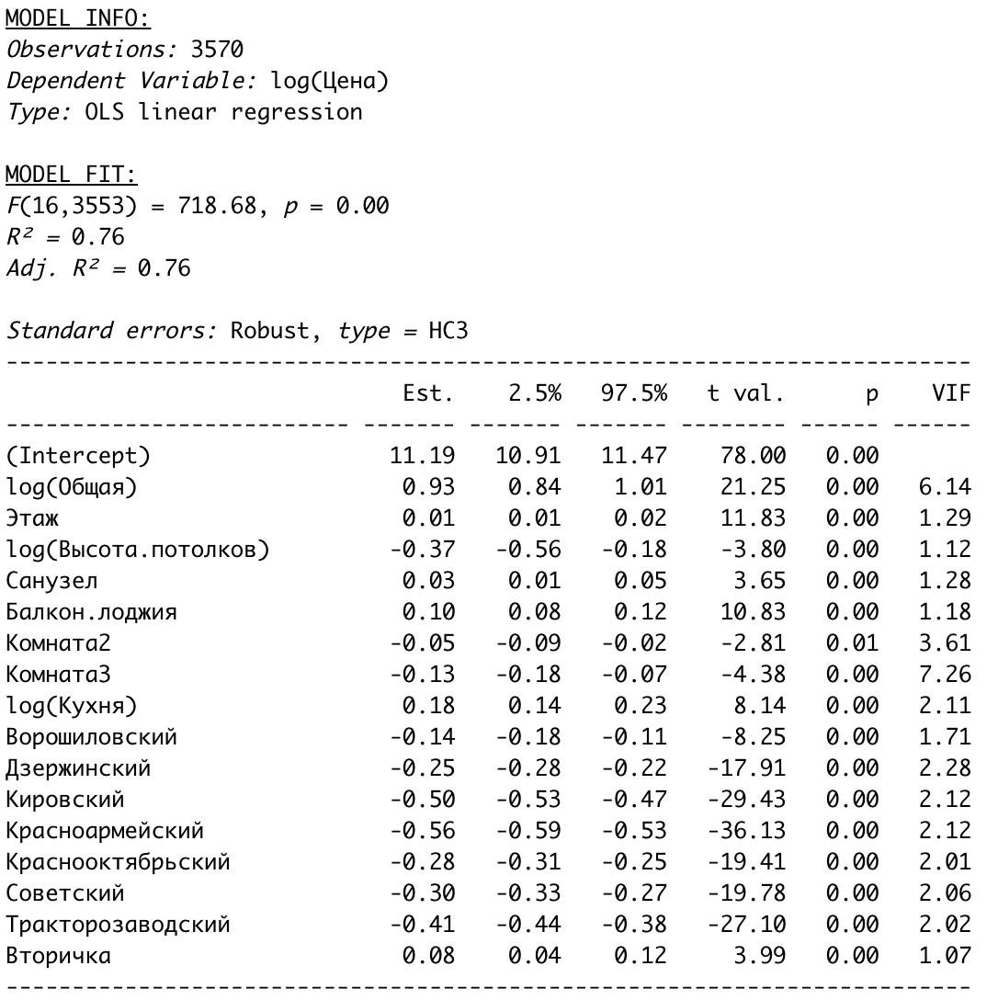 MODEL INFO:
Observations: 3570
Dependent Variable: log(Цена)
Type: OLS linear regression
MODEL FIT:
F(16,3553) = 718.68, p = 0.00
R² = 0.76
Adj. R² = 0.76
Standard errors: Robust, type = HC3
-------------------------------------------------------------------------
Est. 2.5% 97.5% t val. p VIF
-------------------------- ------- ------- ------- -------- ------ ------
(Intercept) 11.19 10.91 11.47 78.00 0.00
log(Общая) 0.93 0.84 1.01 21.25 0.00 6.14
Этаж 0.01 0.01 0.02 11.83 0.00 1.29
log(Высота.потолков) -0.37 -0.56 -0.18 -3.80 0.00 1.12
Санузел 0.03 0.01 0.05 3.65 0.00 1.28
Балкон.лоджия 0.10 0.08 0.12 10.83 0.00 1.18
Комната2 -0.05 -0.09 -0.02 -2.81 0.01 3.61
Комната3 -0.13 -0.18 -0.07 -4.38 0.00 7.26
log(Кухня) 0.18 0.14 0.23 8.14 0.00 2.11
Ворошиловский -0.14 -0.18 -0.11 -8.25 0.00 1.71
Дзержинский -0.25 -0.28 -0.22 -17.91 0.00 2.28
Кировский -0.50 -0.53 -0.47 -29.43 0.00 2.12
Красноармейский -0.56 -0.59 -0.53 -36.13 0.00 2.12
Краснооктябрьский -0.28 -0.31 -0.25 -19.41 0.00 2.01
Советский -0.30 -0.33 -0.27 -19.78 0.00 2.06
Тракторозаводский -0.41 -0.44 -0.38 -27.10 0.00 2.02
Вторичка 0.08 0.04 0.12 3.99 0.00 1.07
-------------------------------------------------------------------------